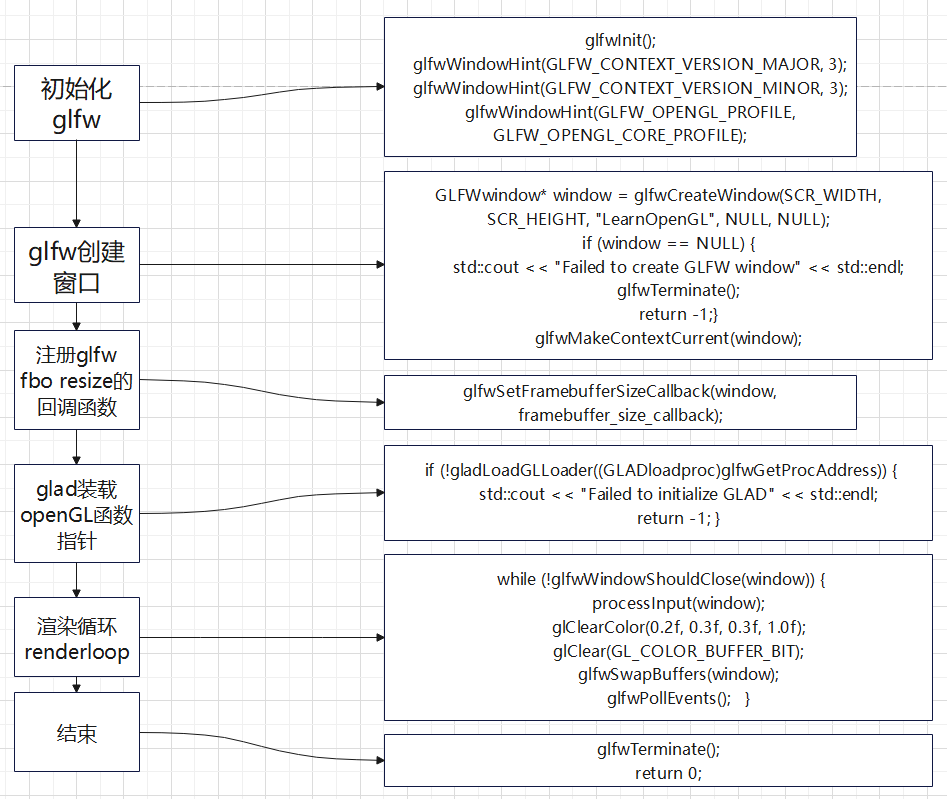 初始化
glfw
glfwInit();
glfwWindowHint(GLFW_CONTEXT_VERSION_MAJOR, 3);
glfwWindowHint(GLFW_CONTEXT_VERSION_MINOR, 3);
glfwWindowHint(GLFW_OPENGL_PROFILE,
GLFW_OPENGL_CORE_PROFILE);
glfw创建
窗口
GLFWwindow* window = glfwCreateWindow(SCR_WIDTH,
SCR_HEIGHT, "LearnOpenGL", NULL, NULL);
if (window == NULL) {
std::cout << "Failed to create GLFW window" << std::endl;
glfwTerminate();
return -1;}
glfwMakeContextCurrent(window);
注册glfw
fbo resize的
回调函数
glfwSetFramebufferSizeCallback(window,
framebuffer_size_callback);
glad装载
openGL函数
指针
if (!gladLoadGLLoader((GLADloadproc)glfwGetProcAddress)) {
std::cout << "Failed to initialize GLAD" << std::endl;
return -1; }
渲染循环
renderloop
while (!glfwWindowShouldClose(window)) {
processInput(window);
glClearColor(0.2f, 0.3f, 0.3f, 1.0f);
glClear(GL_COLOR_BUFFER_BIT);
glfwSwapBuffers(window);
glfwPollEvents(); }
结束
glfwTerminate();
return 0;